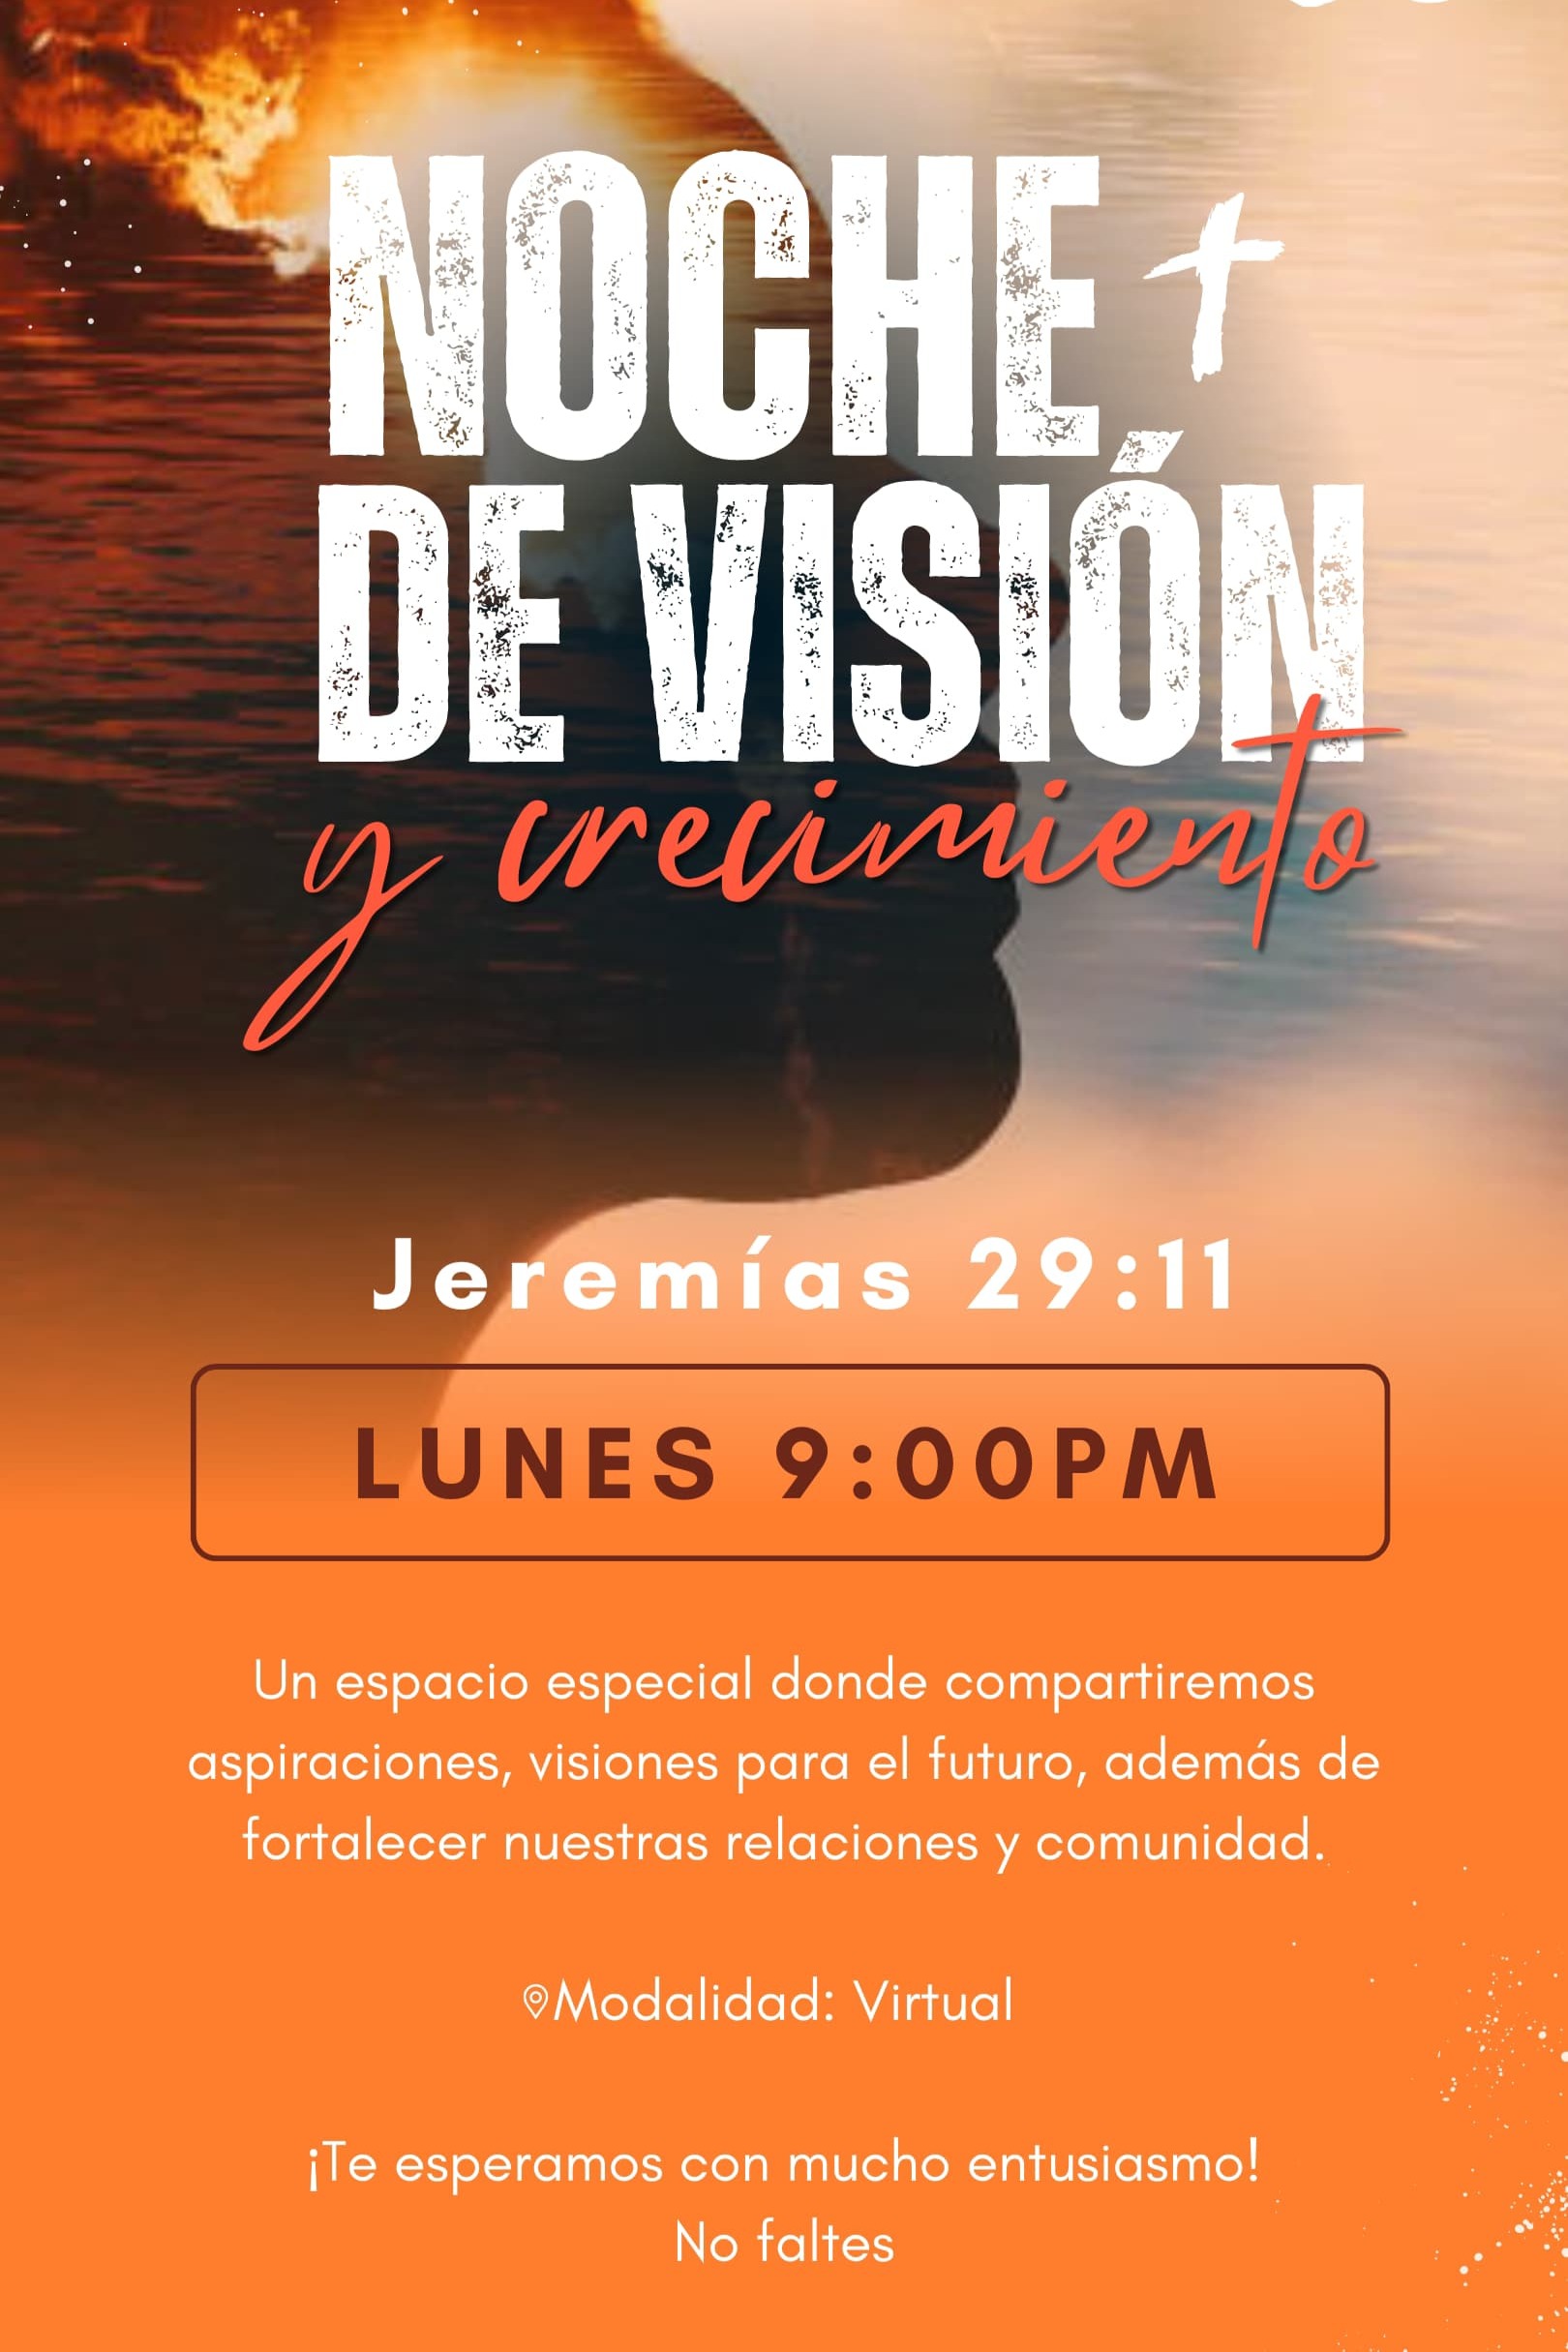 NOCHE
DE VISIÓN
y crecimiento
Jeremías 29:11
LUNES 9:00PM
Un espacio especial donde compartiremos
aspiraciones, visiones para el futuro, además de
fortalecer nuestras relaciones y comunidad.
Modalidad: Virtual
¡Te esperamos con mucho entusiasmo!
No faltes